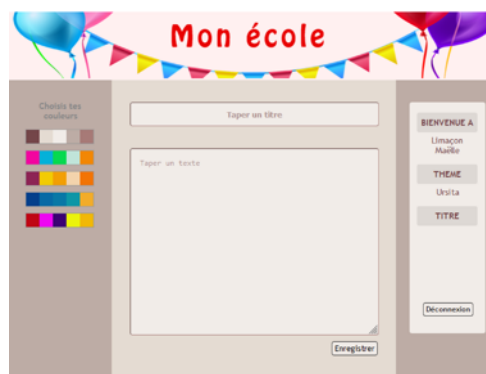 Mon école
Choisis tes
couleurs
Taper un titre
Taper un texte
Enregistrer
BIENVENUE A
Limaçon
Maëlle
THEME
Ursita
TITRE
Déconnexion